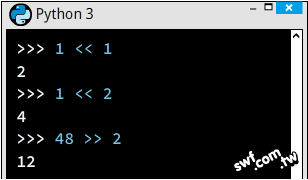 Python 3
>>> 1 << 1
2
>>> 1 << 2
4
>>> 48 >> 2
12
swf.com.tw